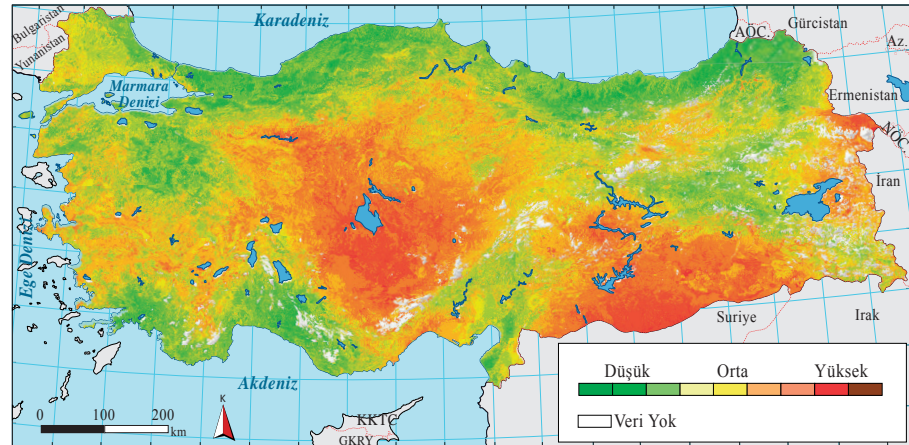 Bulgaristan
Yunanistan
Karadeniz
AÖC.
Gürcistan
Az.
Marmara
Denizi
Ermenistan
NÖC.
İran
Ege Denizi
Suriye
Irak
Akdeniz
KKTC
GKRY
0 100 200
km
K
Düşük Orta Yüksek
Veri Yok